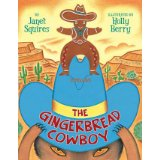 BY
Janet
Squires
ILLUSTRATED BY
Holly
Berry
THE
GINGERBREAD
COWBOY